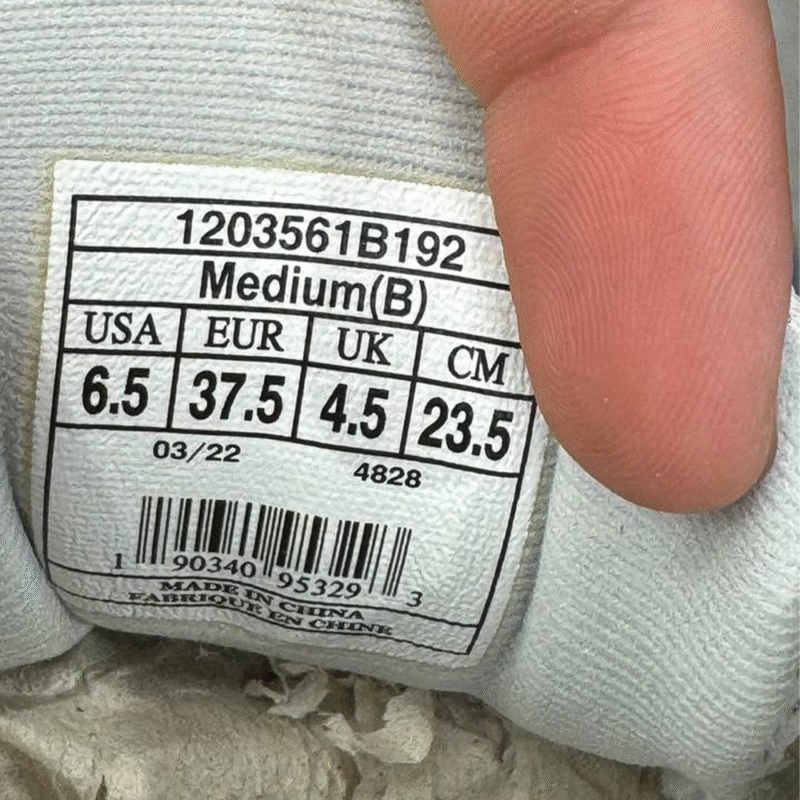 1203561B192
Medium(B)
USA EUR UK CM
6.5 37.5 4.5 23.5
03/22 4828
1 90340 95329 3
MADE IN CHINA
FABRIQUE EN CHINE